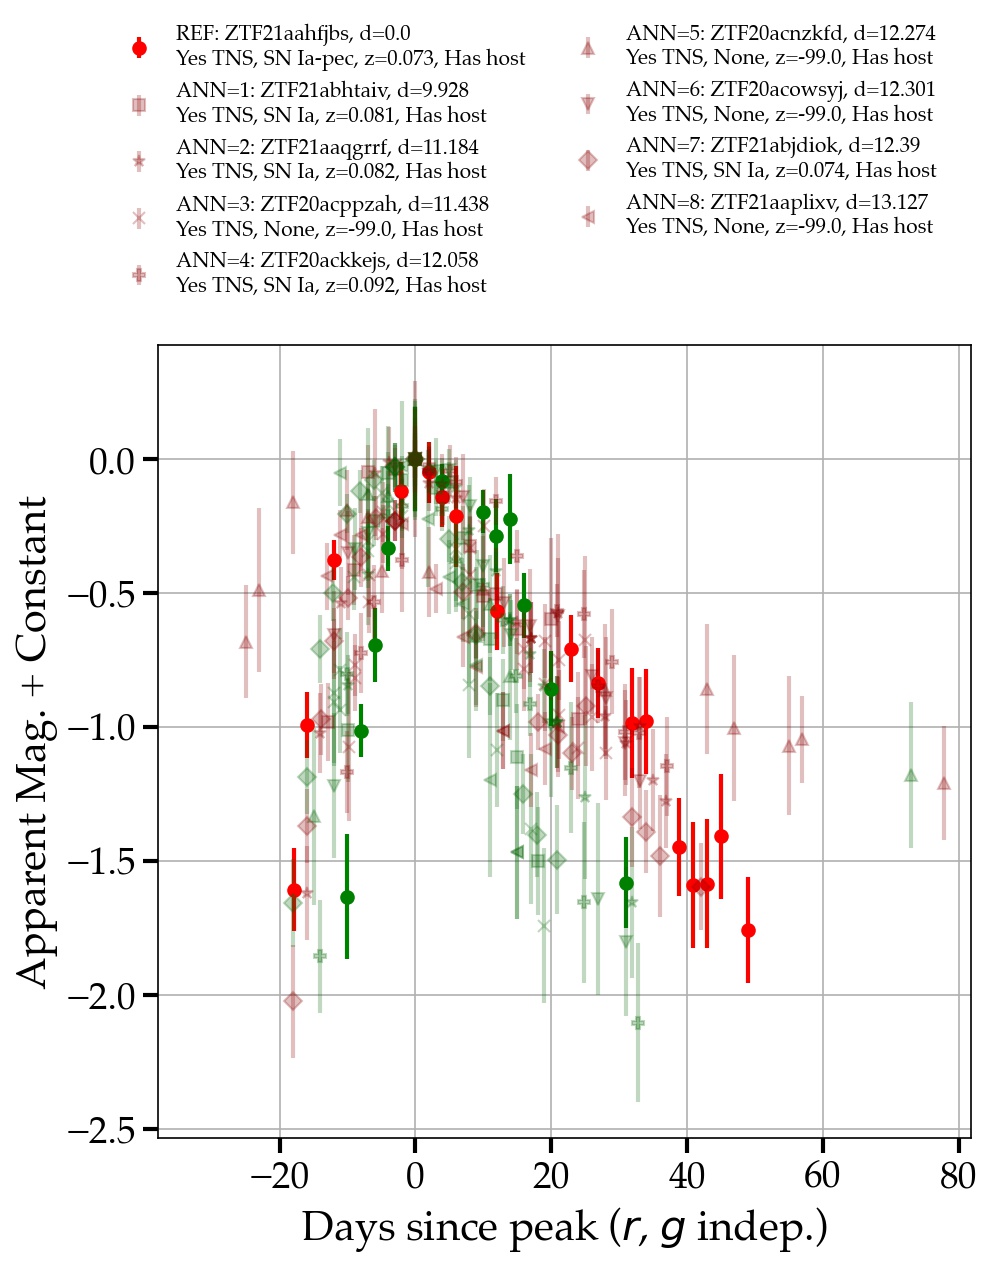 REF: ZTF21aahfjbs, d=0.0
Yes TNS, SN Ia-pec, z=0.073, Has host
ANN=1: ZTF21abhtaiv, d=9.928
Yes TNS, SN Ia, z=0.081, Has host
ANN=2: ZTF21aaqgrrf, d=11.184
Yes TNS, SN Ia, z=0.082, Has host
ANN=3: ZTF20acppzah, d=11.438
Yes TNS, None, z=-99.0, Has host
ANN=4: ZTF20ackkejs, d=12.058
Yes TNS, SN Ia, z=0.092, Has host
ANN=5: ZTF20acnzkfd, d=12.274
Yes TNS, None, z=-99.0, Has host
ANN=6: ZTF20acowsyj, d=12.301
Yes TNS, None, z=-99.0, Has host
ANN=7: ZTF21abjdiok, d=12.39
Yes TNS, SN Ia, z=0.074, Has host
ANN=8: ZTF21aaplixv, d=13.127
Yes TNS, None, z=-99.0, Has host
Apparent Mag. + Constant
0.0
−0.5
−1.0
−1.5
−2.0
−2.5
−20 0 20 40 60 80
Days since peak (r, g indep.)